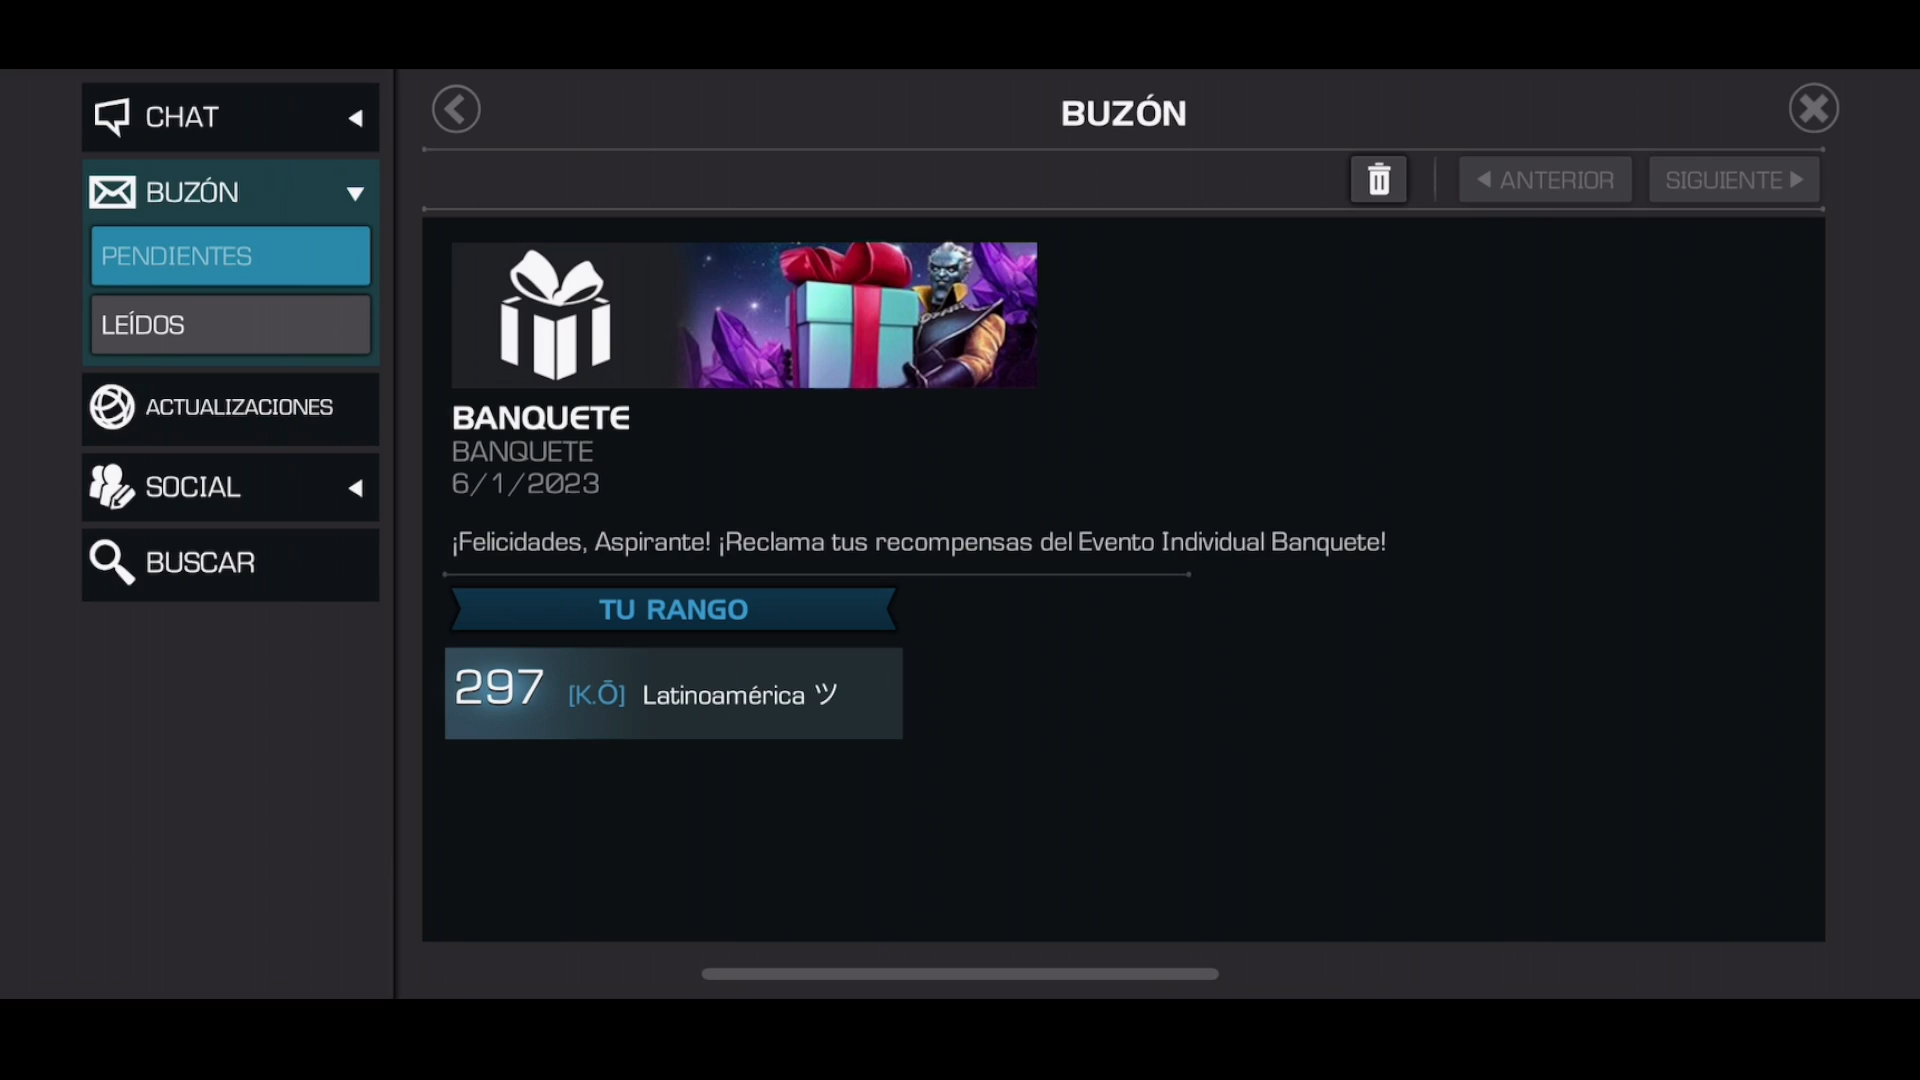 CHAT
BUZÓN
PENDIENTES
LEÍDOS
ACTUALIZACIONES
SOCIAL
BUSCAR
BUZÓN
ANTERIOR
SIGUIENTE
BANQUETE
BANQUETE
6/1/2023
¡Felicidades, Aspirante! ¡Reclama tus recompensas del Evento Individual Banquete!
TU RANGO
297 [K.Ō] Latinoamérica ツ